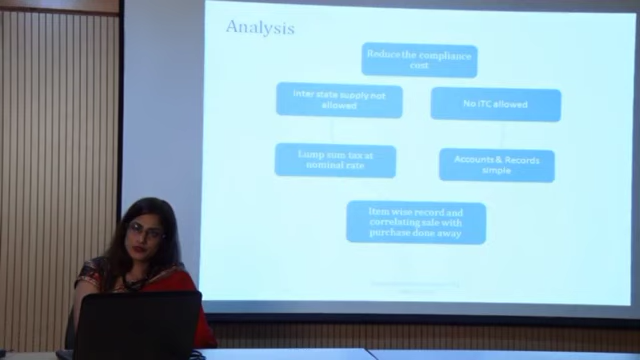 Analysis
Reduce the compliance
cost
Inter state supply not
allowed
No ITC allowed
Lump sum tax at
nominal rate
Accounts & Records
simple
Item wise record and
correlating sale with
purchase done away